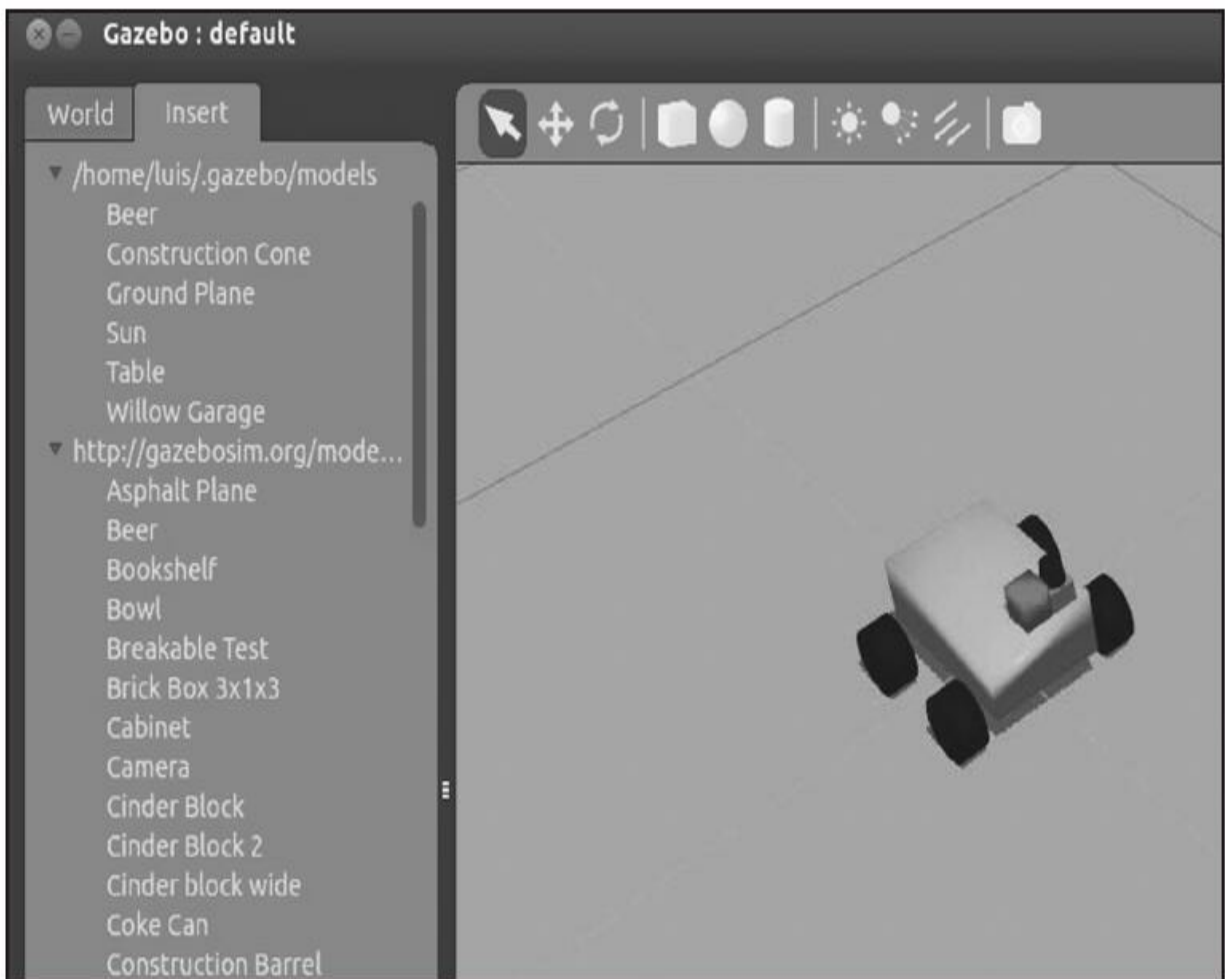 Gazebo : default
World
Insert
/home/luis/.gazebo/models
Beer
Construction Cone
Ground Plane
Sun
Table
Willow Garage
http://gazebosim.org/mode...
Asphalt Plane
Beer
Bookshelf
Bowl
Breakable Test
Brick Box 3x1x3
Cabinet
Camera
Cinder Block
Cinder Block 2
Cinder block wide
Coke Can
Construction Barrel